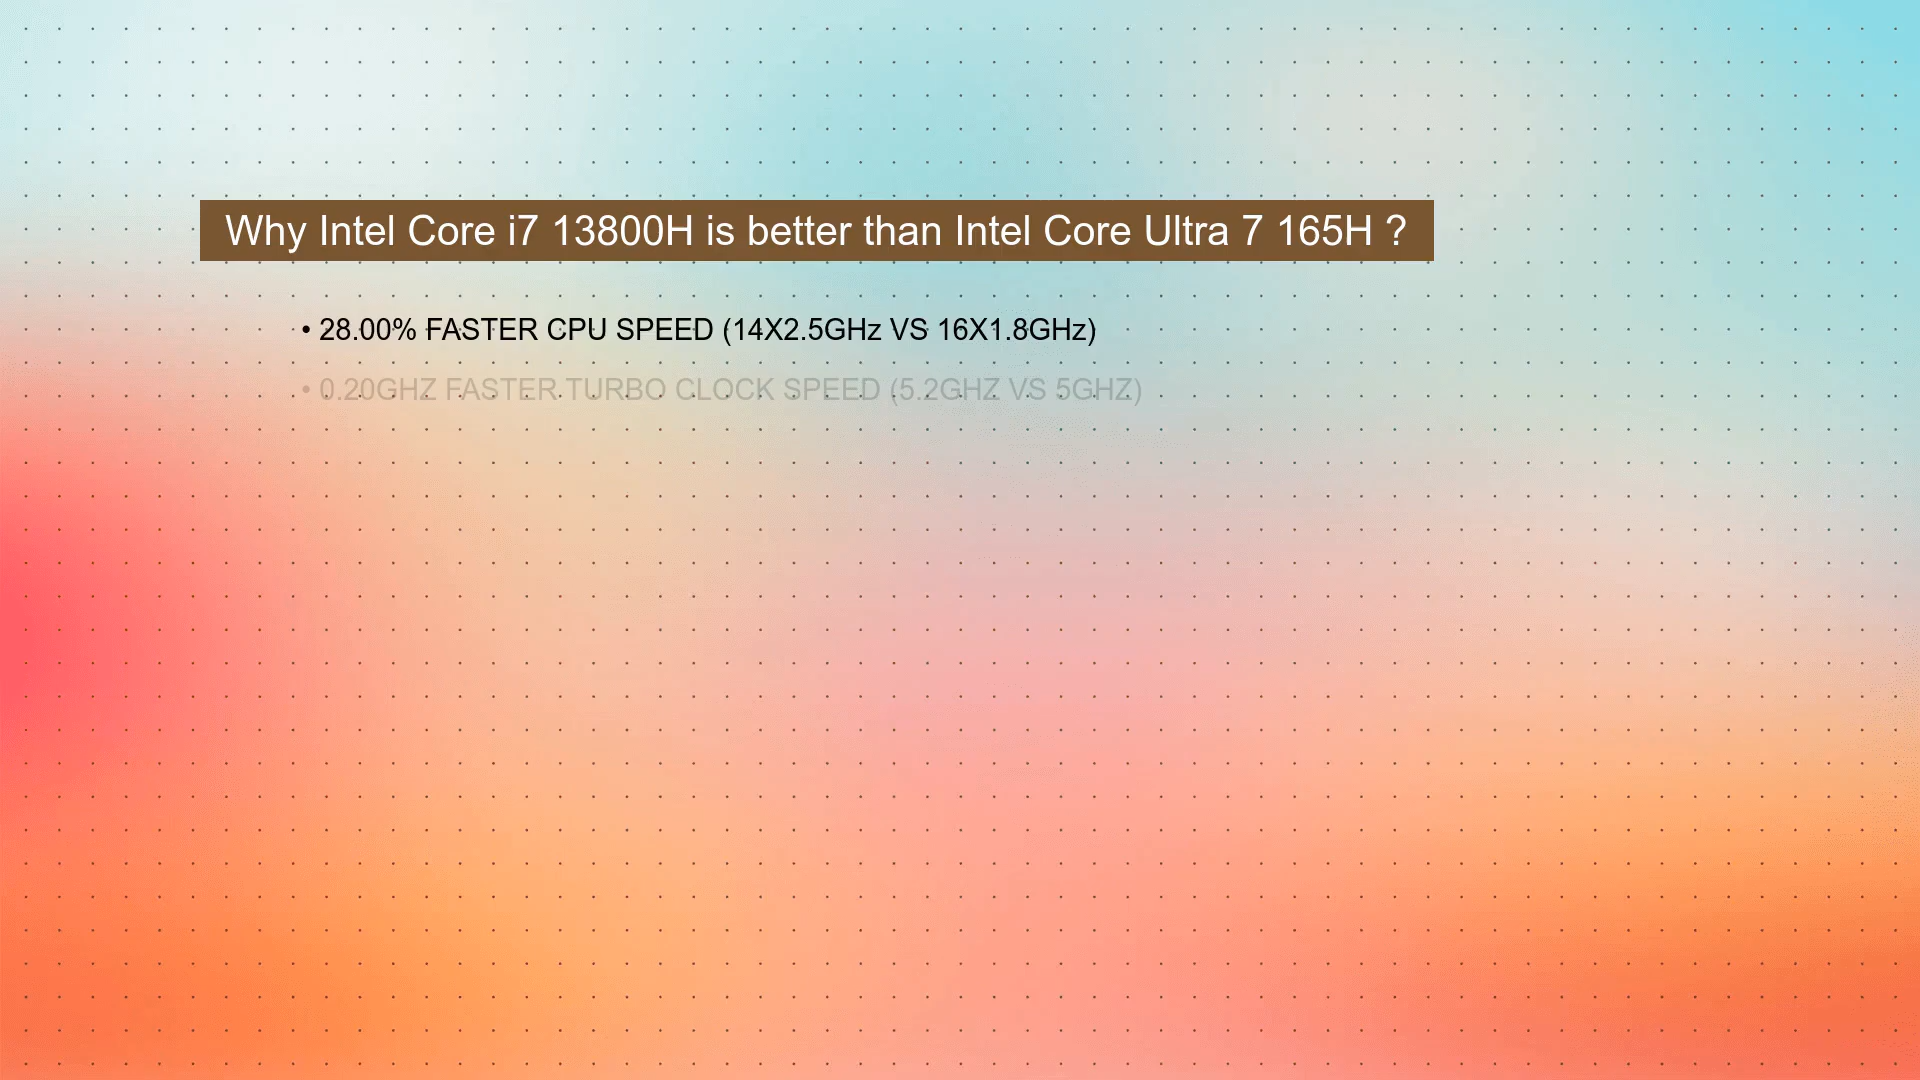 Why Intel Core i7 13800H is better than Intel Core Ultra 7 165H ?
• 28.00% FASTER CPU SPEED (14X2.5GHz VS 16X1.8GHz)
• 0.20GHZ FASTER TURBO CLOCK SPEED (5.2GHZ VS 5GHZ)